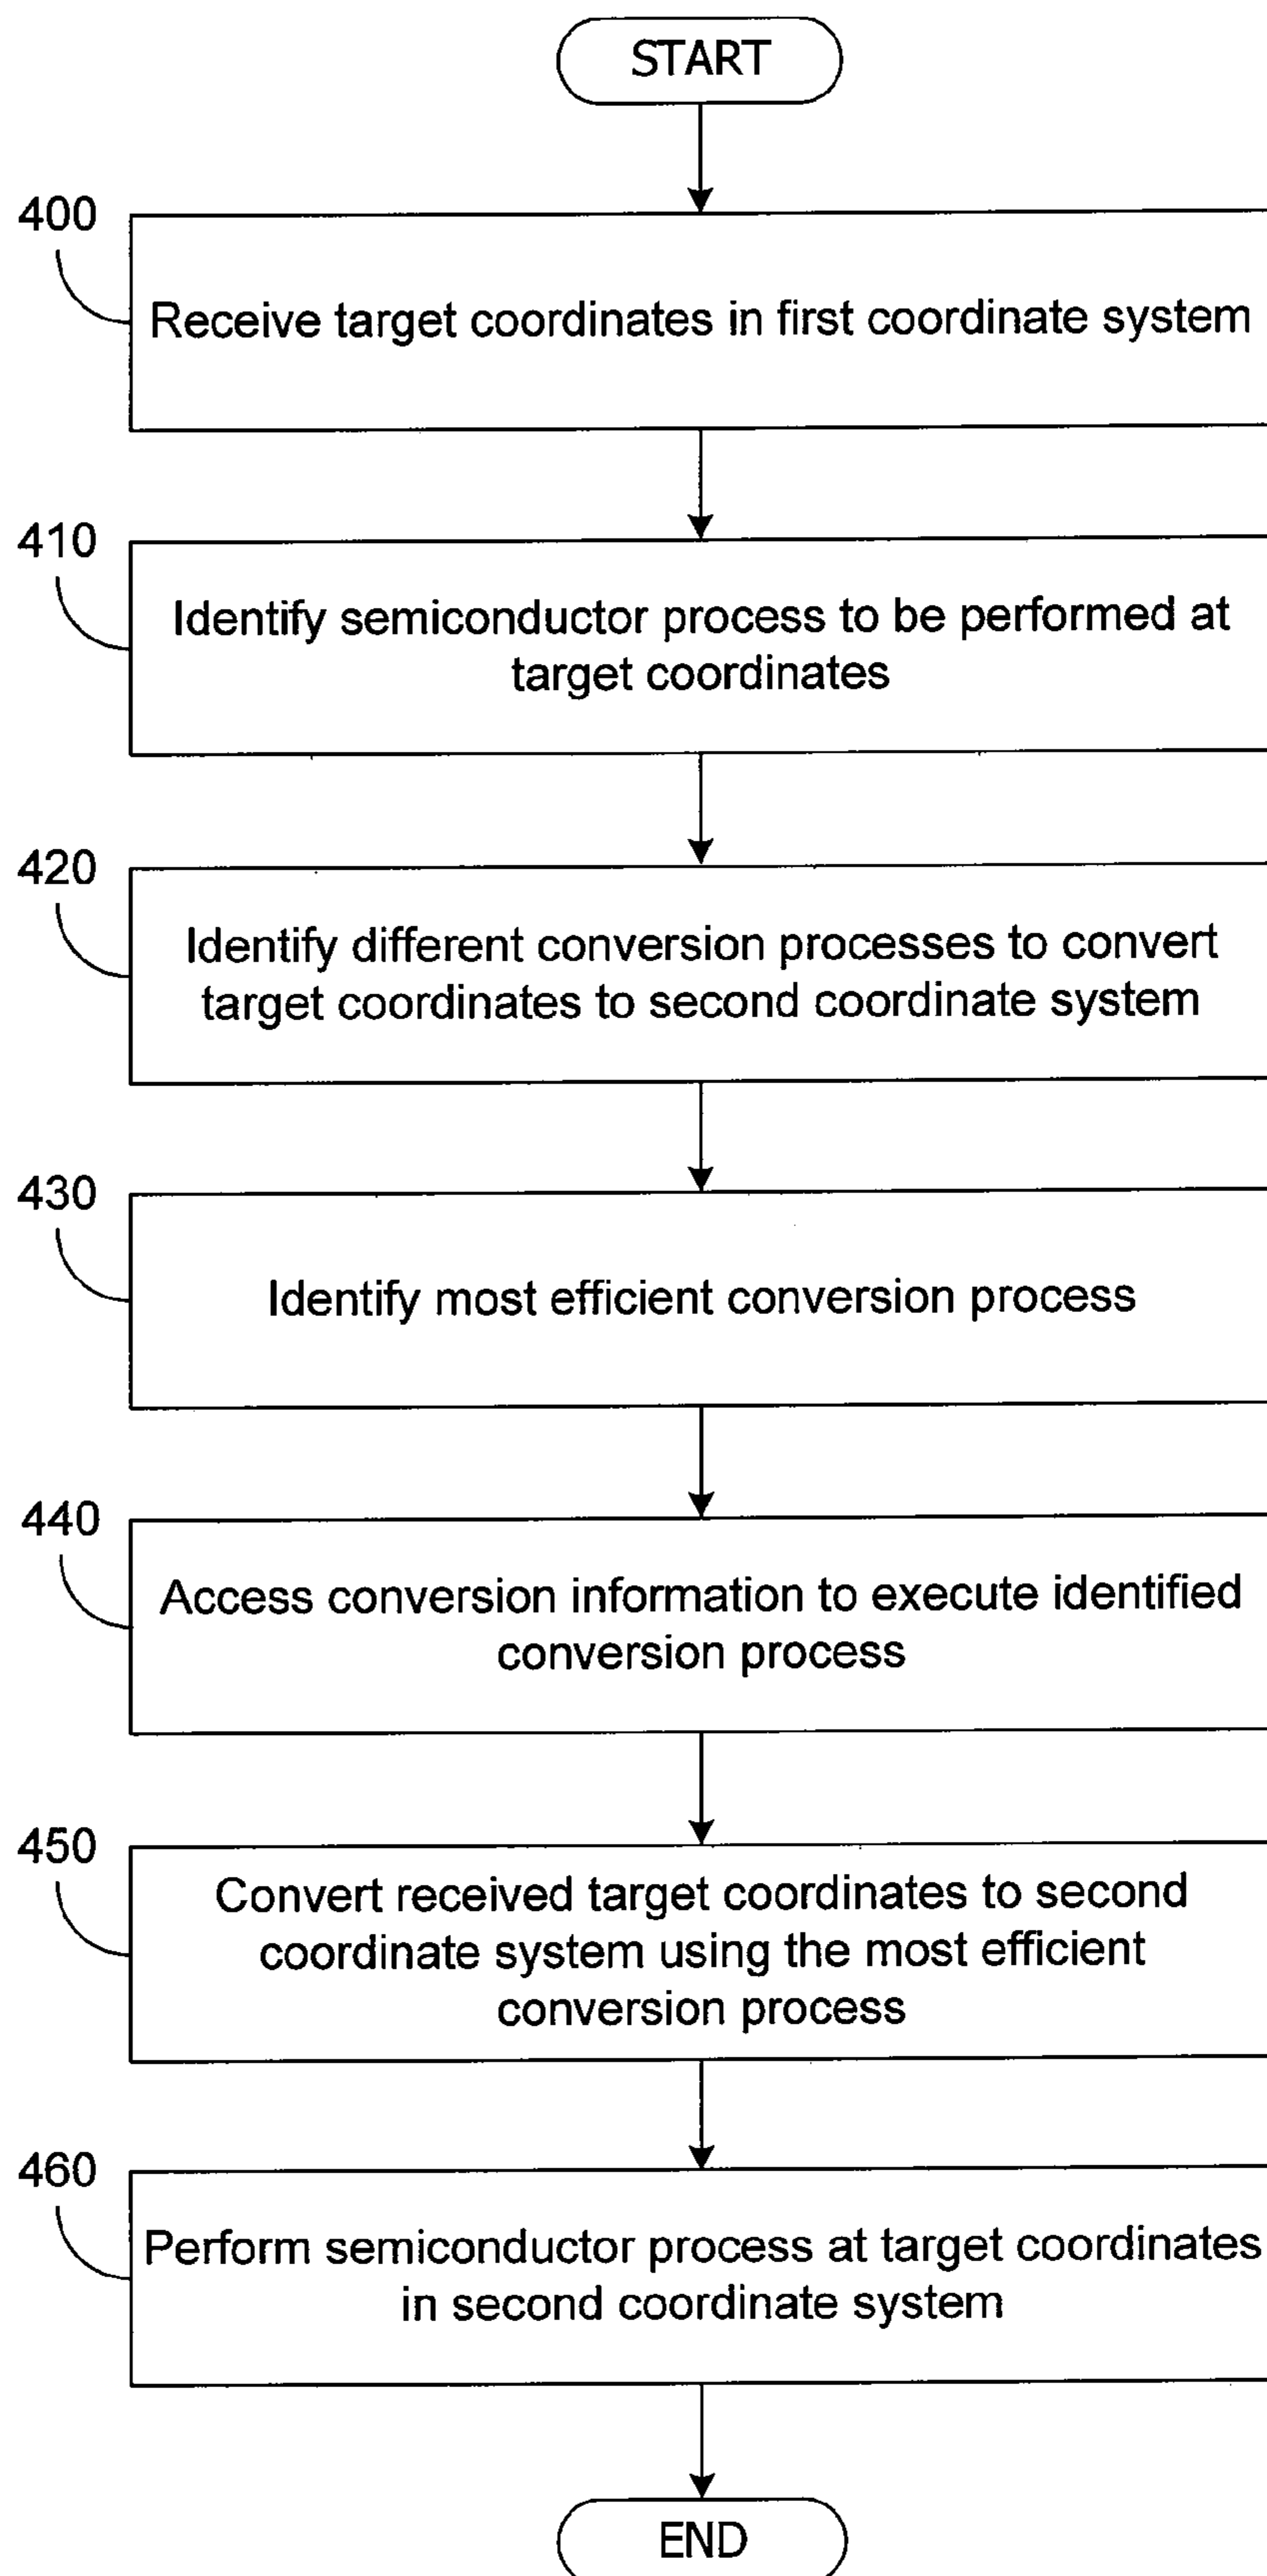 START
400
Receive target coordinates in first coordinate system
410
Identify semiconductor process to be performed at
target coordinates
420
Identify different conversion processes to convert
target coordinates to second coordinate system
430
Identify most efficient conversion process
440
Access conversion information to execute identified
conversion process
450
Convert received target coordinates to second
coordinate system using the most efficient
conversion process
460
Perform semiconductor process at target coordinates
in second coordinate system
END